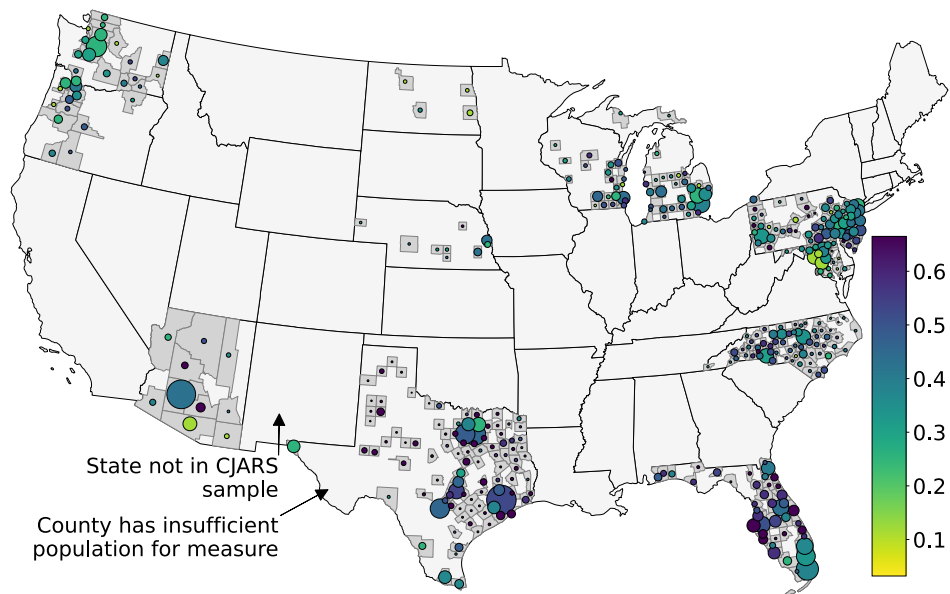 State not in CJARS
sample
County has insufficient
population for measure
0.6
0.5
0.4
0.3
0.2
0.1